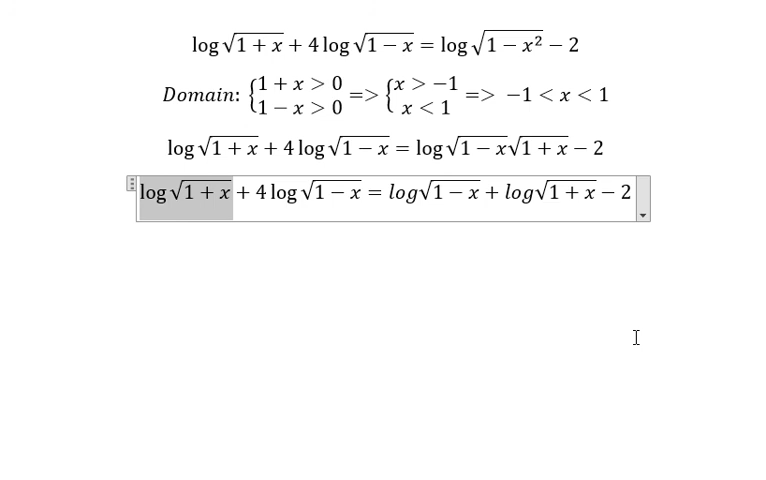 log√(1 + x) + 4 log√(1 − x) = log√(1 − x²) − 2
Domain: {1 + x > 0, 1 − x > 0 => {x > −1, x < 1 => −1 < x < 1
log√(1 + x) + 4 log√(1 − x) = log√(1 − x)√(1 + x) − 2
log√(1 + x) + 4 log√(1 − x) = log√(1 − x) + log√(1 + x) − 2